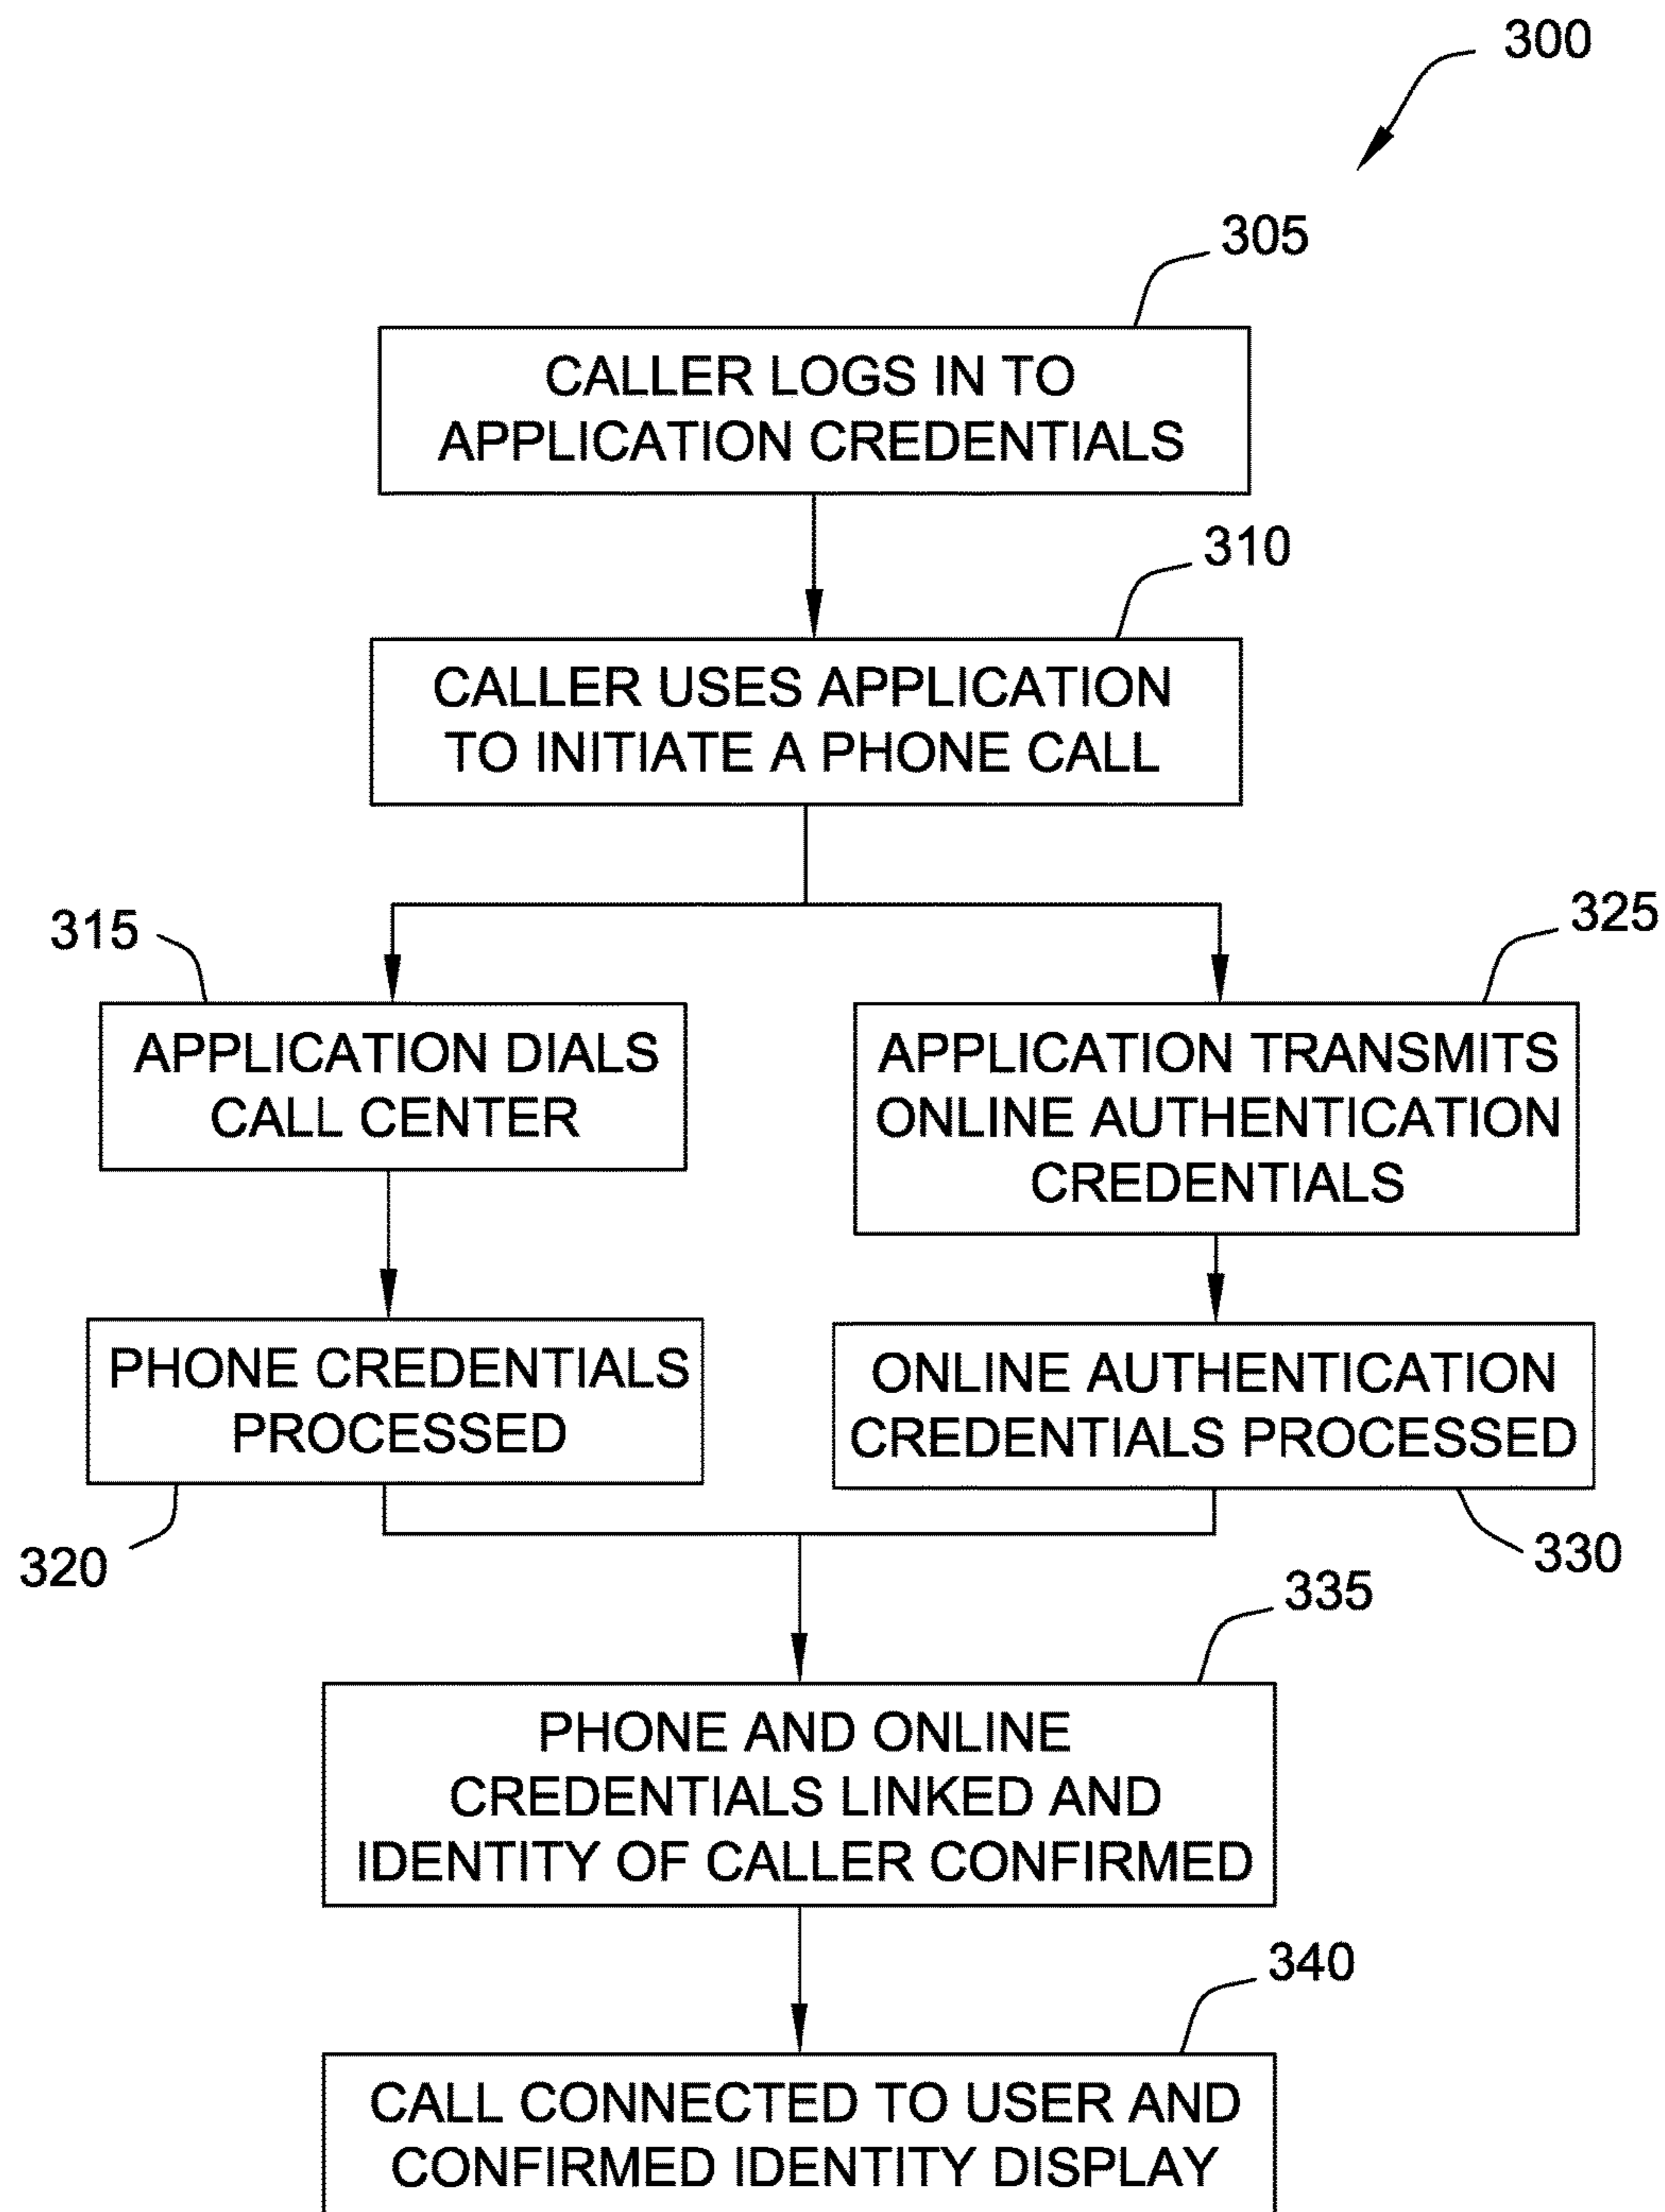 300
305
CALLER LOGS IN TO
APPLICATION CREDENTIALS
310
CALLER USES APPLICATION
TO INITIATE A PHONE CALL
315
APPLICATION DIALS
CALL CENTER
325
APPLICATION TRANSMITS
ONLINE AUTHENTICATION
CREDENTIALS
PHONE CREDENTIALS
PROCESSED
320
ONLINE AUTHENTICATION
CREDENTIALS PROCESSED
330
335
PHONE AND ONLINE
CREDENTIALS LINKED AND
IDENTITY OF CALLER CONFIRMED
340
CALL CONNECTED TO USER AND
CONFIRMED IDENTITY DISPLAY